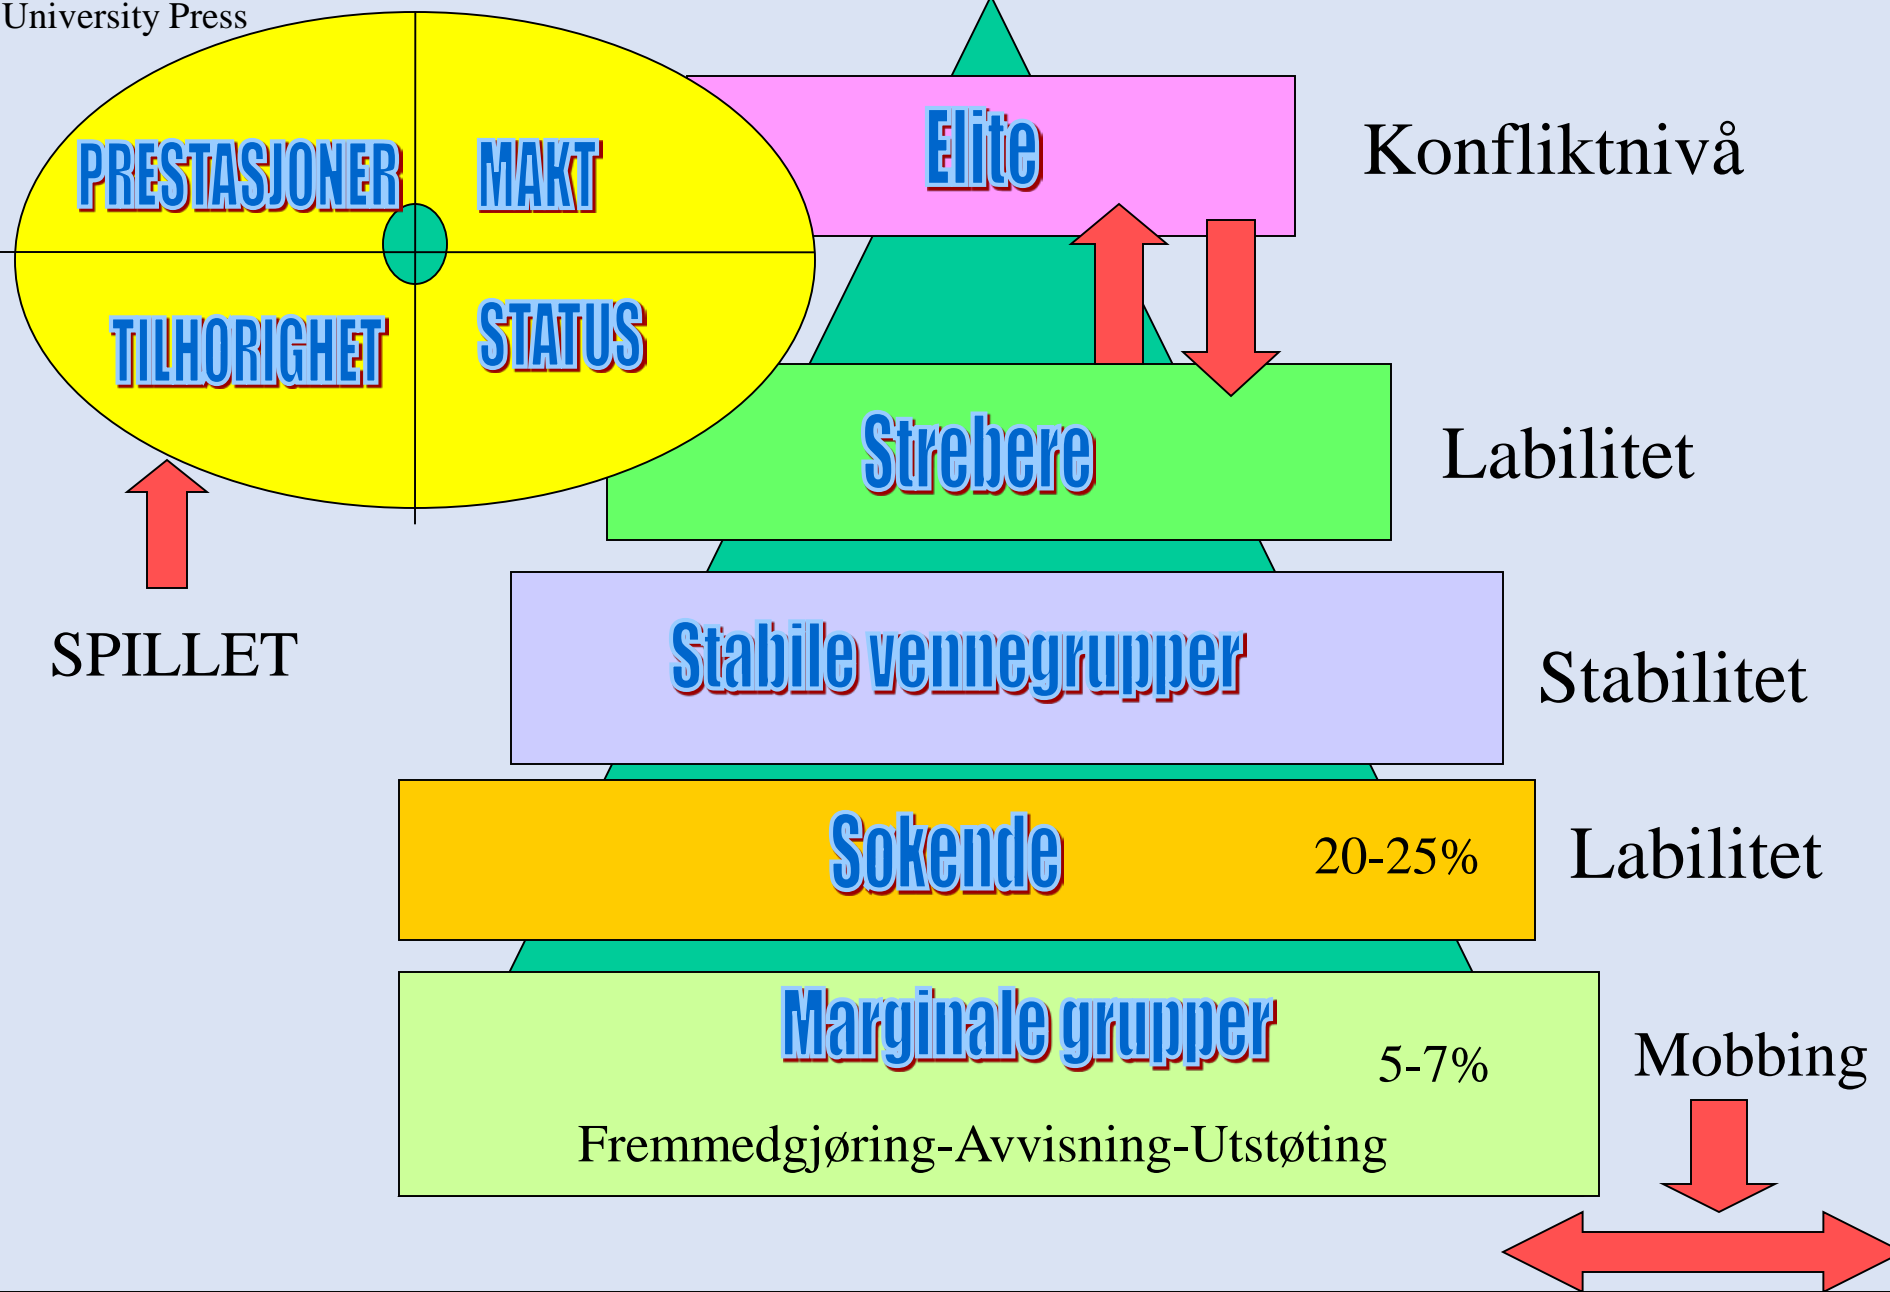 University Press
PRESTASJONER
MAKT
TILHORIGHET
STATUS
SPILLET
Elite
Konfliktnivå
Strebere
Labilitet
Stabile vennegrupper
Stabilitet
Sokende
20-25%
Labilitet
Marginale grupper
5-7%
Fremmedgjøring-Avvisning-Utstøting
Mobbing